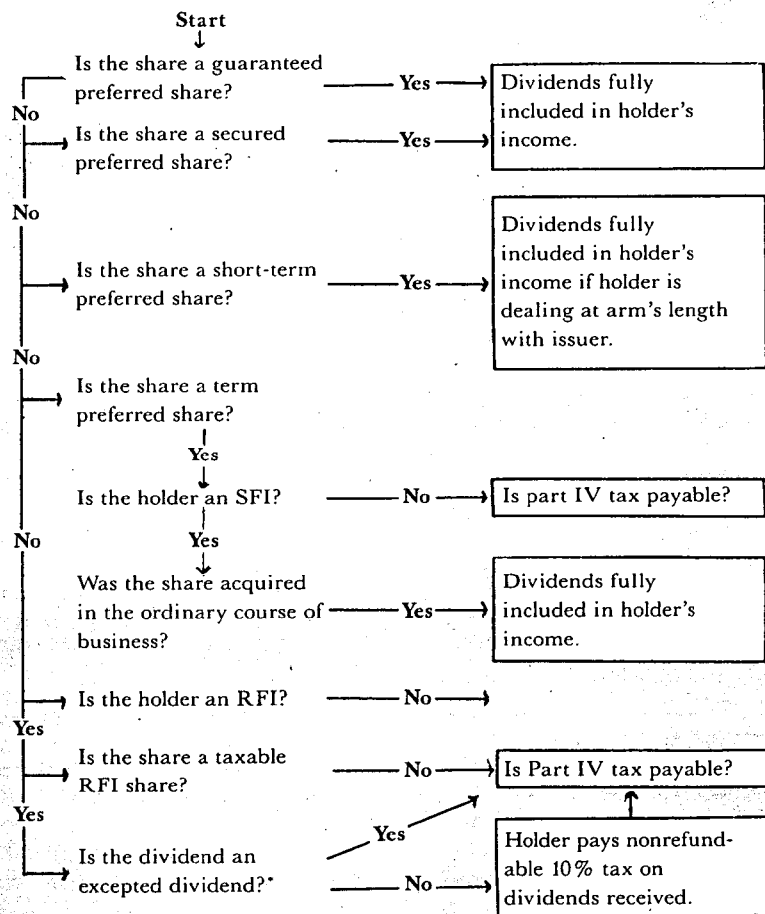 Start
Is the share a guaranteed
preferred share?
Yes
Dividends fully
included in holder's
income.
No
Is the share a secured
preferred share?
Yes
No
Is the share a short-term
preferred share?
Yes
Dividends fully
included in holder's
income if holder is
dealing at arm's length
with issuer.
No
Is the share a term
preferred share?
Yes
Is the holder an SFI?
No
Is part IV tax payable?
No
Yes
Was the share acquired
in the ordinary course of
business?
Yes
Dividends fully
included in holder's
income.
Is the holder an RFI?
No
Yes
Is the share a taxable
RFI share?
No
Is Part IV tax payable?
Yes
Is the dividend an
excepted dividend?*
Yes
No
Holder pays nonrefund-
able 10% tax on
dividends received.